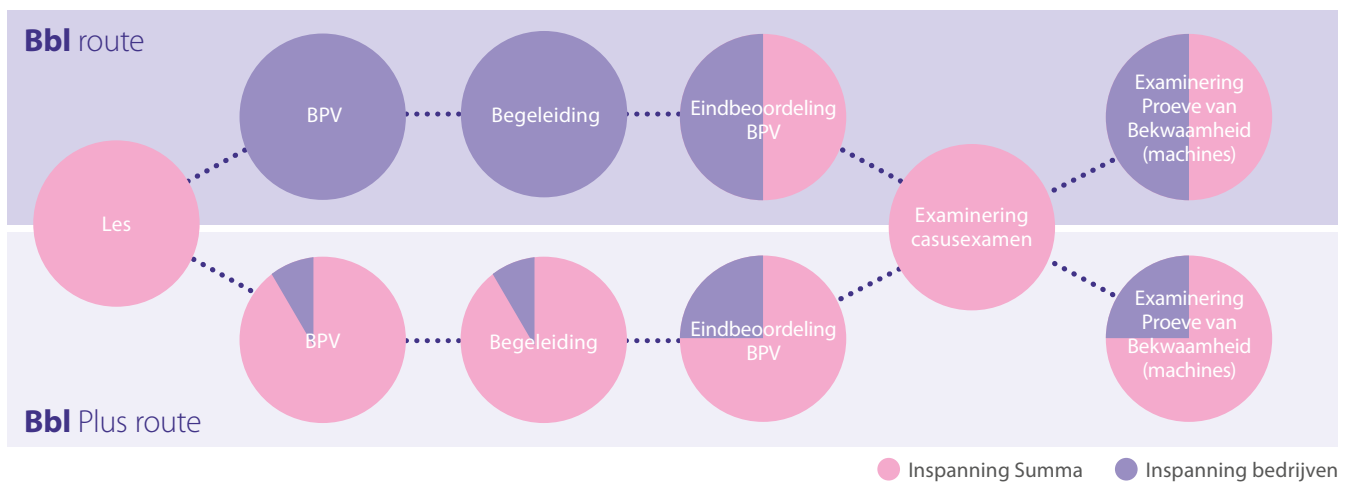 Bbl route
Les
BPV
Begeleiding
Eindbeoordeling
BPV
Examinering
casusexamen
Examinering
Proeve van
Bekwaamheid
(machines)
BPV
Begeleiding
Eindbeoordeling
BPV
Examinering
Proeve van
Bekwaamheid
(machines)
Bbl Plus route
Inspanning Summa
Inspanning bedrijven